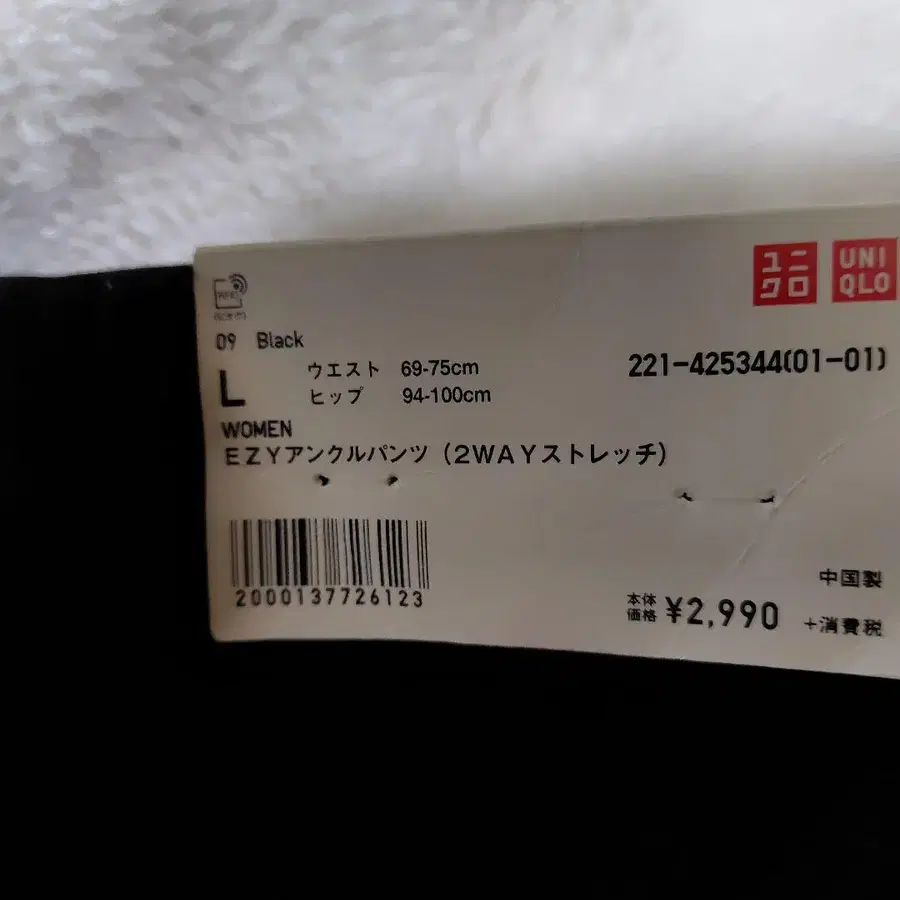 ユニ
クロ
UNI
QLO
RFID
09 Black
221-425344(01-01)
L
ウエスト 69-75cm
ヒップ 94-100cm
WOMEN
EZYアンクルパンツ（2WAYストレッチ）
2000137726123
中国製
本体
価格 ¥2,990 +消費税